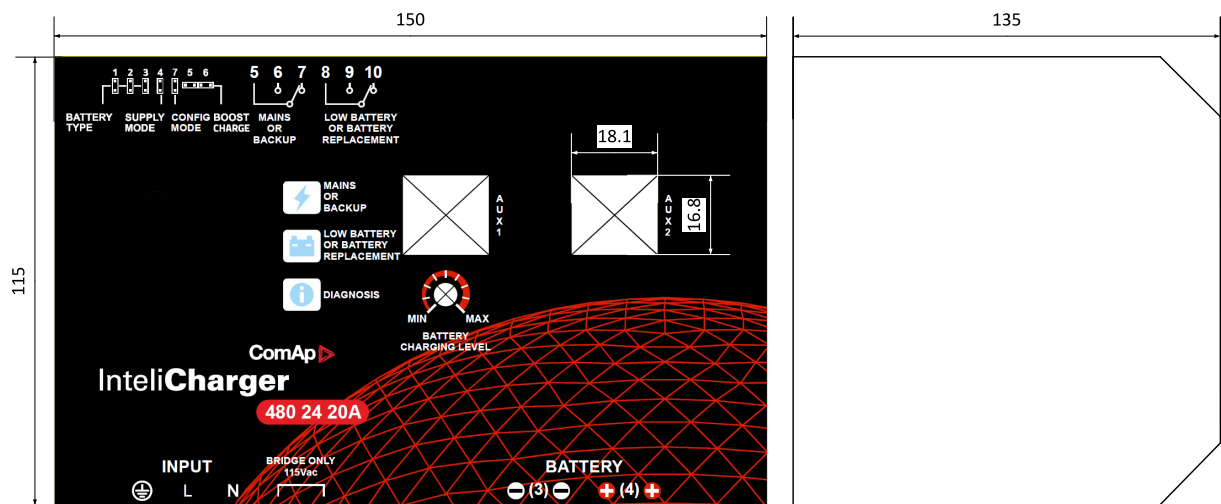 150
135
1 2 3 4 7 5 6
BATTERY
TYPE
SUPPLY
MODE
CONFIG
MODE
BOOST
CHARGE
5 6 7
MAINS
OR
BACKUP
8 9 10
LOW BATTERY
OR BATTERY
REPLACEMENT
18.1
16.8
115
MAINS
OR
BACKUP
AUX1
AUX2
LOW BATTERY
OR BATTERY
REPLACEMENT
DIAGNOSIS
MIN MAX
BATTERY
CHARGING LEVEL
ComAp
InteliCharger
480 24 20A
INPUT
L N
BRIDGE ONLY
115Vac
BATTERY
(3) (4)